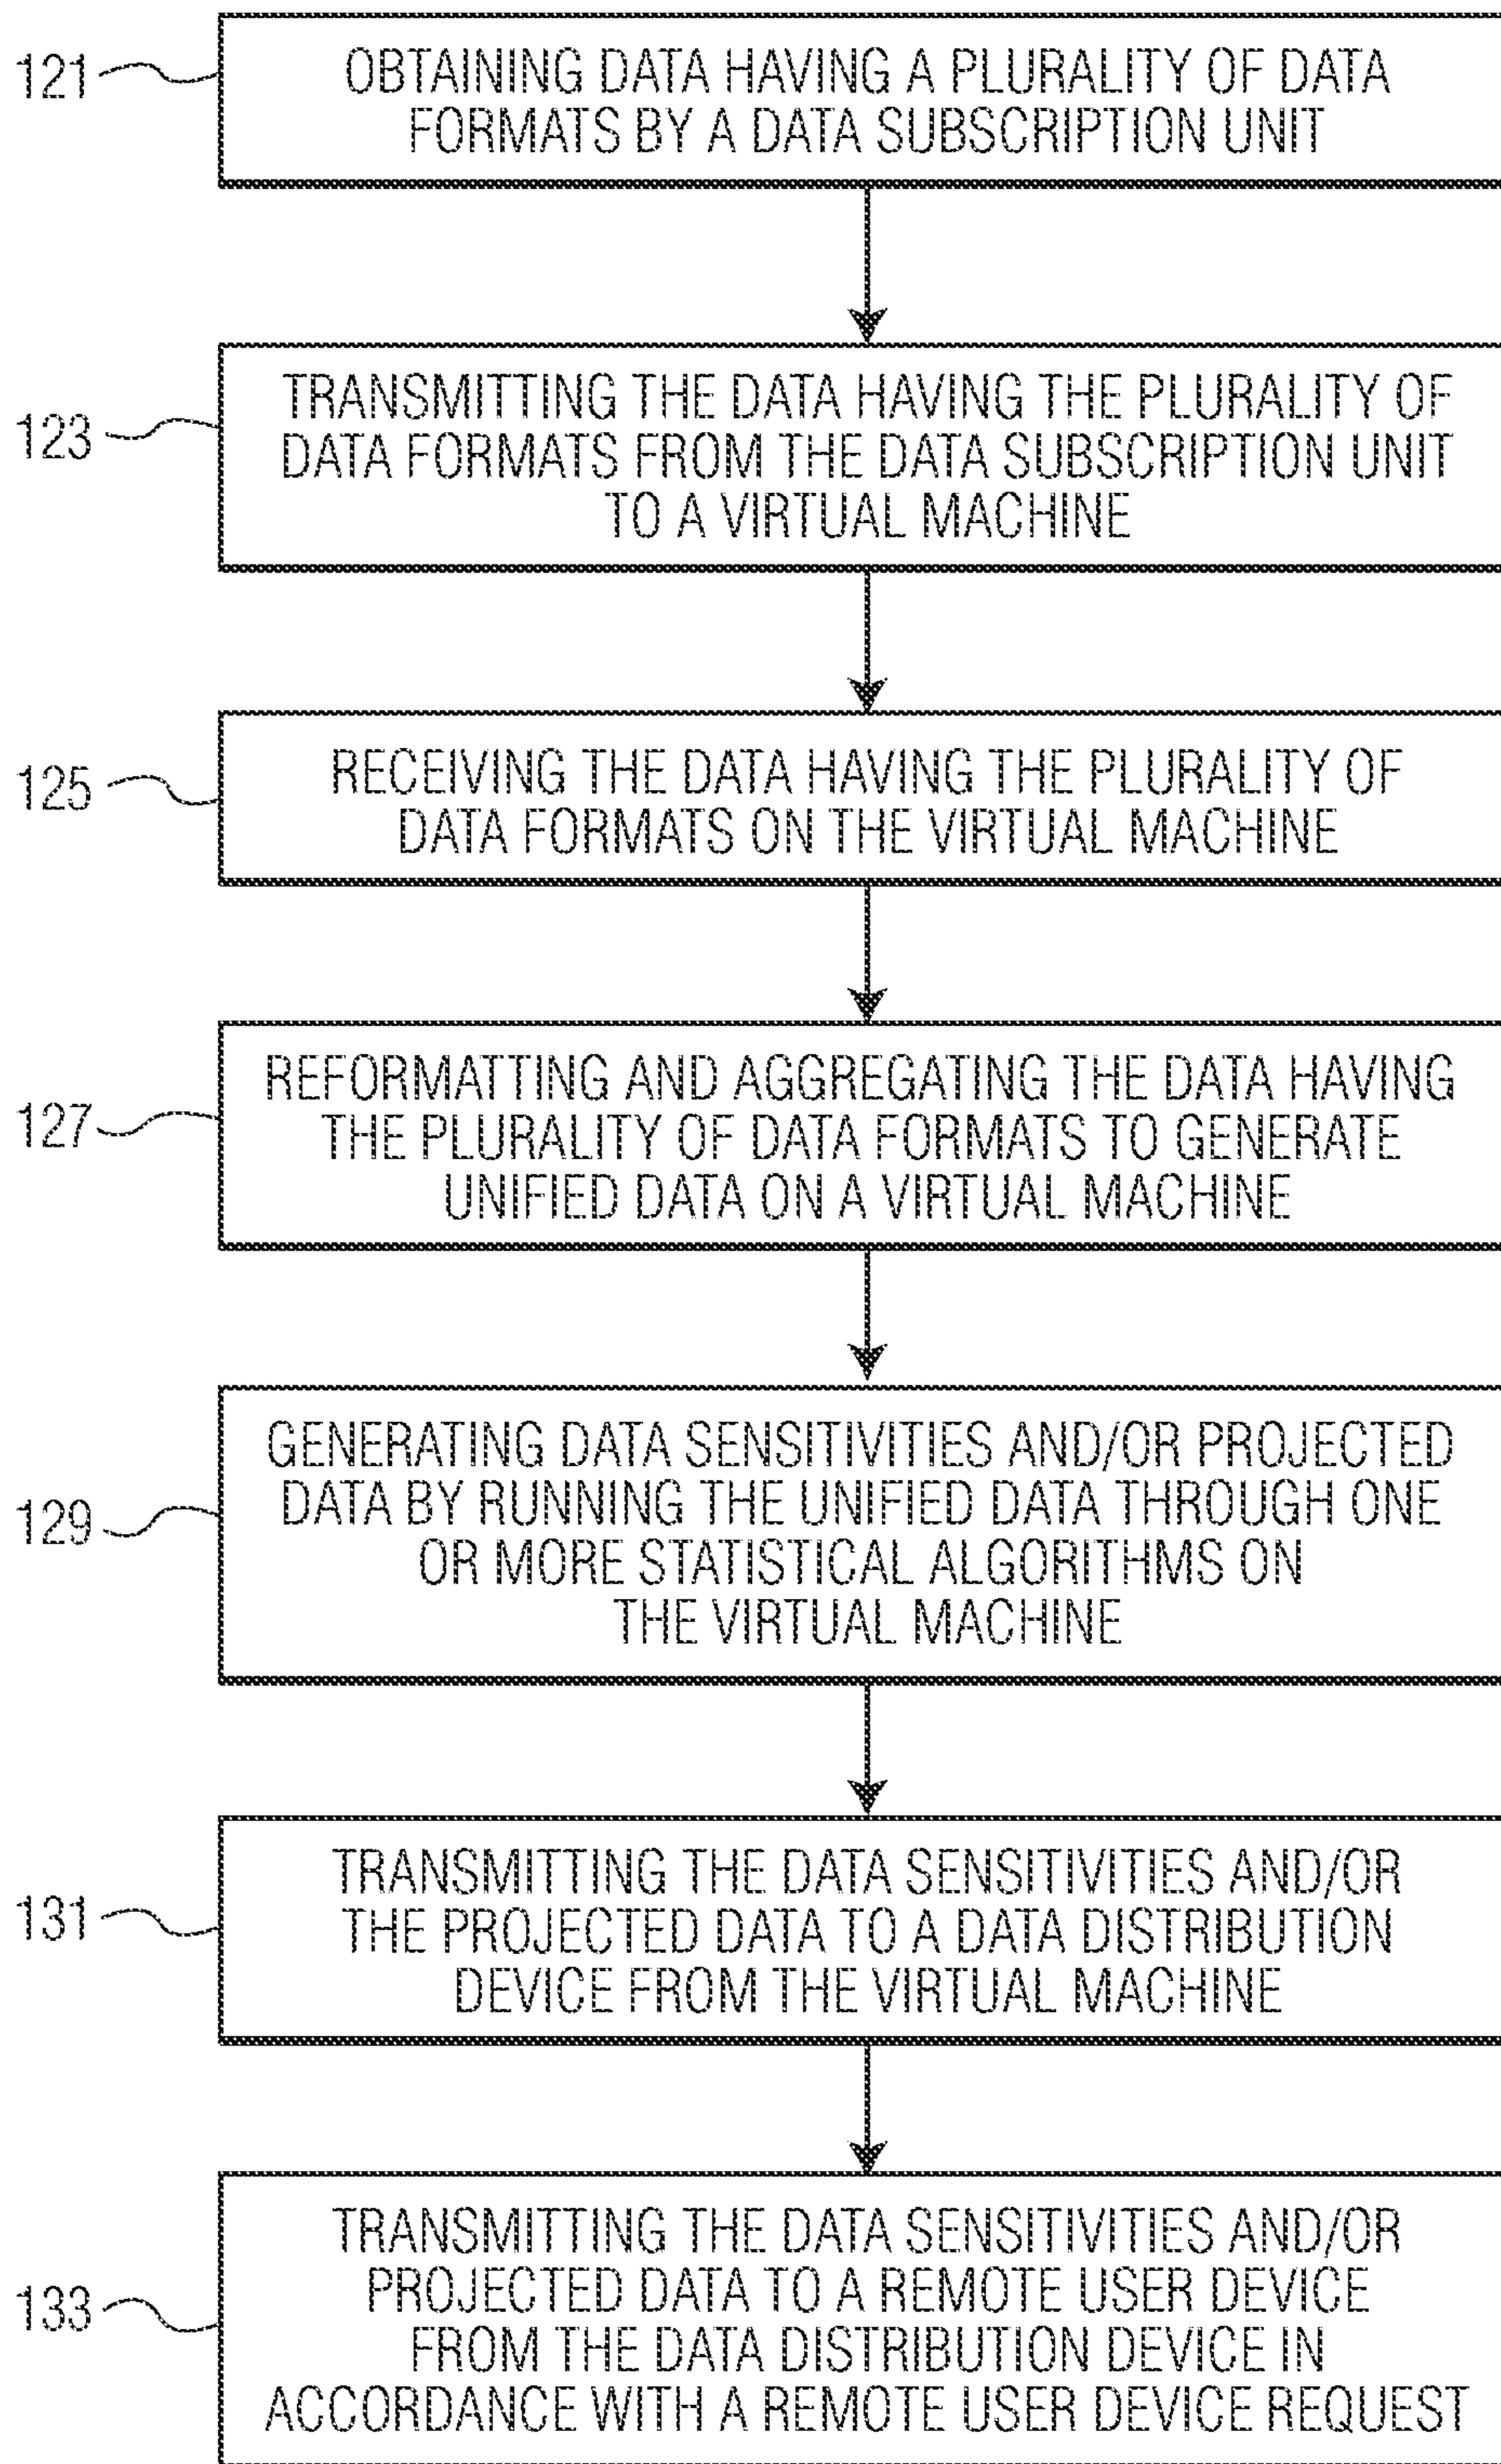 121
OBTAINING DATA HAVING A PLURALITY OF DATA
FORMATS BY A DATA SUBSCRIPTION UNIT
123
TRANSMITTING THE DATA HAVING THE PLURALITY OF
DATA FORMATS FROM THE DATA SUBSCRIPTION UNIT
TO A VIRTUAL MACHINE
125
RECEIVING THE DATA HAVING THE PLURALITY OF
DATA FORMATS ON THE VIRTUAL MACHINE
127
REFORMATTING AND AGGREGATING THE DATA HAVING
THE PLURALITY OF DATA FORMATS TO GENERATE
UNIFIED DATA ON A VIRTUAL MACHINE
129
GENERATING DATA SENSITIVITIES AND/OR PROJECTED
DATA BY RUNNING THE UNIFIED DATA THROUGH ONE
OR MORE STATISTICAL ALGORITHMS ON
THE VIRTUAL MACHINE
131
TRANSMITTING THE DATA SENSITIVITIES AND/OR
THE PROJECTED DATA TO A DATA DISTRIBUTION
DEVICE FROM THE VIRTUAL MACHINE
133
TRANSMITTING THE DATA SENSITIVITIES AND/OR
PROJECTED DATA TO A REMOTE USER DEVICE
FROM THE DATA DISTRIBUTION DEVICE IN
ACCORDANCE WITH A REMOTE USER DEVICE REQUEST